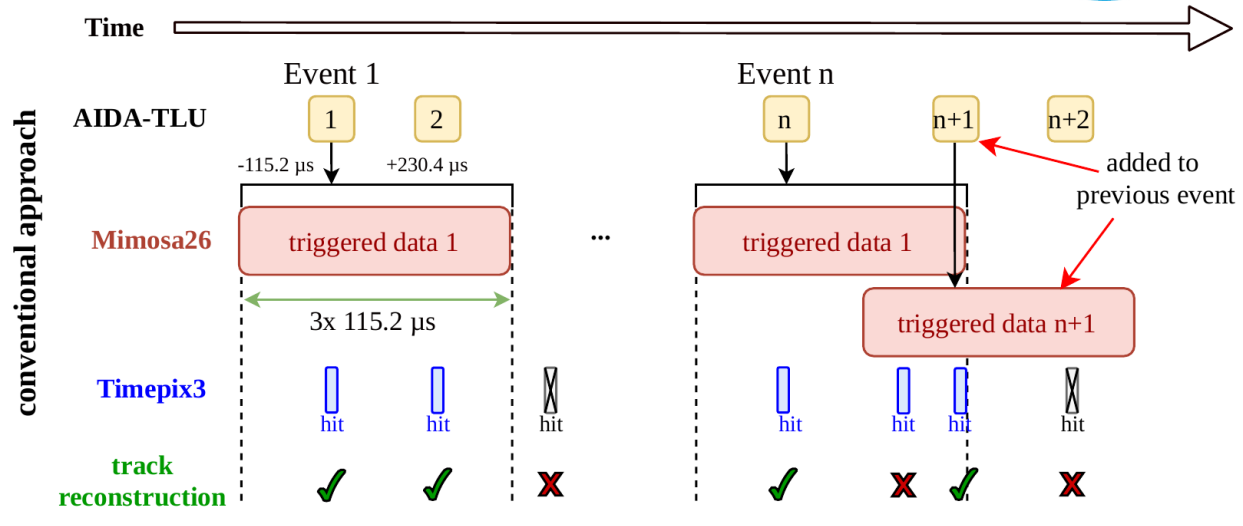 Time
Event 1
Event n
AIDA-TLU
1
2
n
n+1
n+2
-115.2 µs
+230.4 µs
added to
previous event
conventional approach
Mimosa26
triggered data 1
...
triggered data 1
3x 115.2 µs
triggered data n+1
Timepix3
hit
hit
hit
hit
hit
hit
hit
track
reconstruction